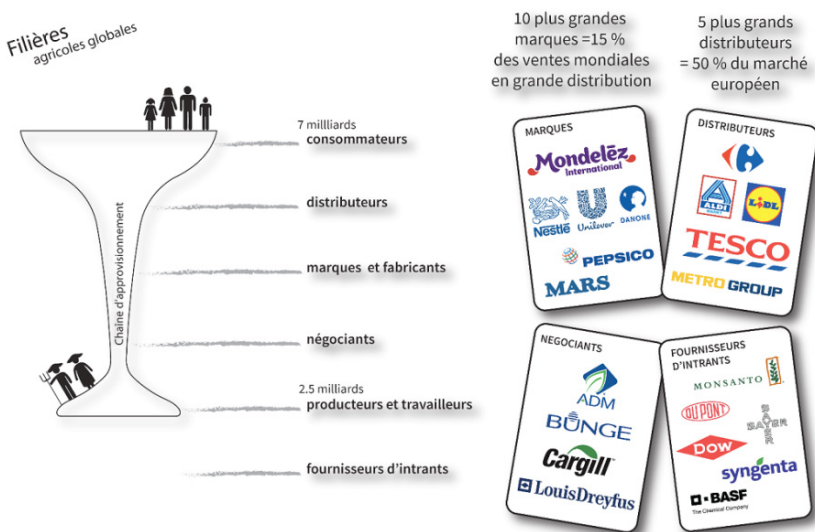 Filières
agricoles globales
7 millliards
consommateurs
distributeurs
marques et fabricants
négociants
2.5 milliards
producteurs et travailleurs
fournisseurs d'intrants
Chaîne d'approvisionnement
10 plus grandes
marques =15 %
des ventes mondiales
en grande distribution
5 plus grands
distributeurs
= 50 % du marché
européen
MARQUES
Mondelēz
International
Nestlé
Unilever
DANONE
PEPSICO
MARS
DISTRIBUTEURS
ALDI
LIDL
TESCO
METRO GROUP
NEGOCIANTS
ADM
BUNGE
Cargill
LouisDreyfus
FOURNISSEURS
D'INTRANTS
MONSANTO
DU PONT
BAYER
BAYER
DOW
syngenta
BASF
The Chemical Company